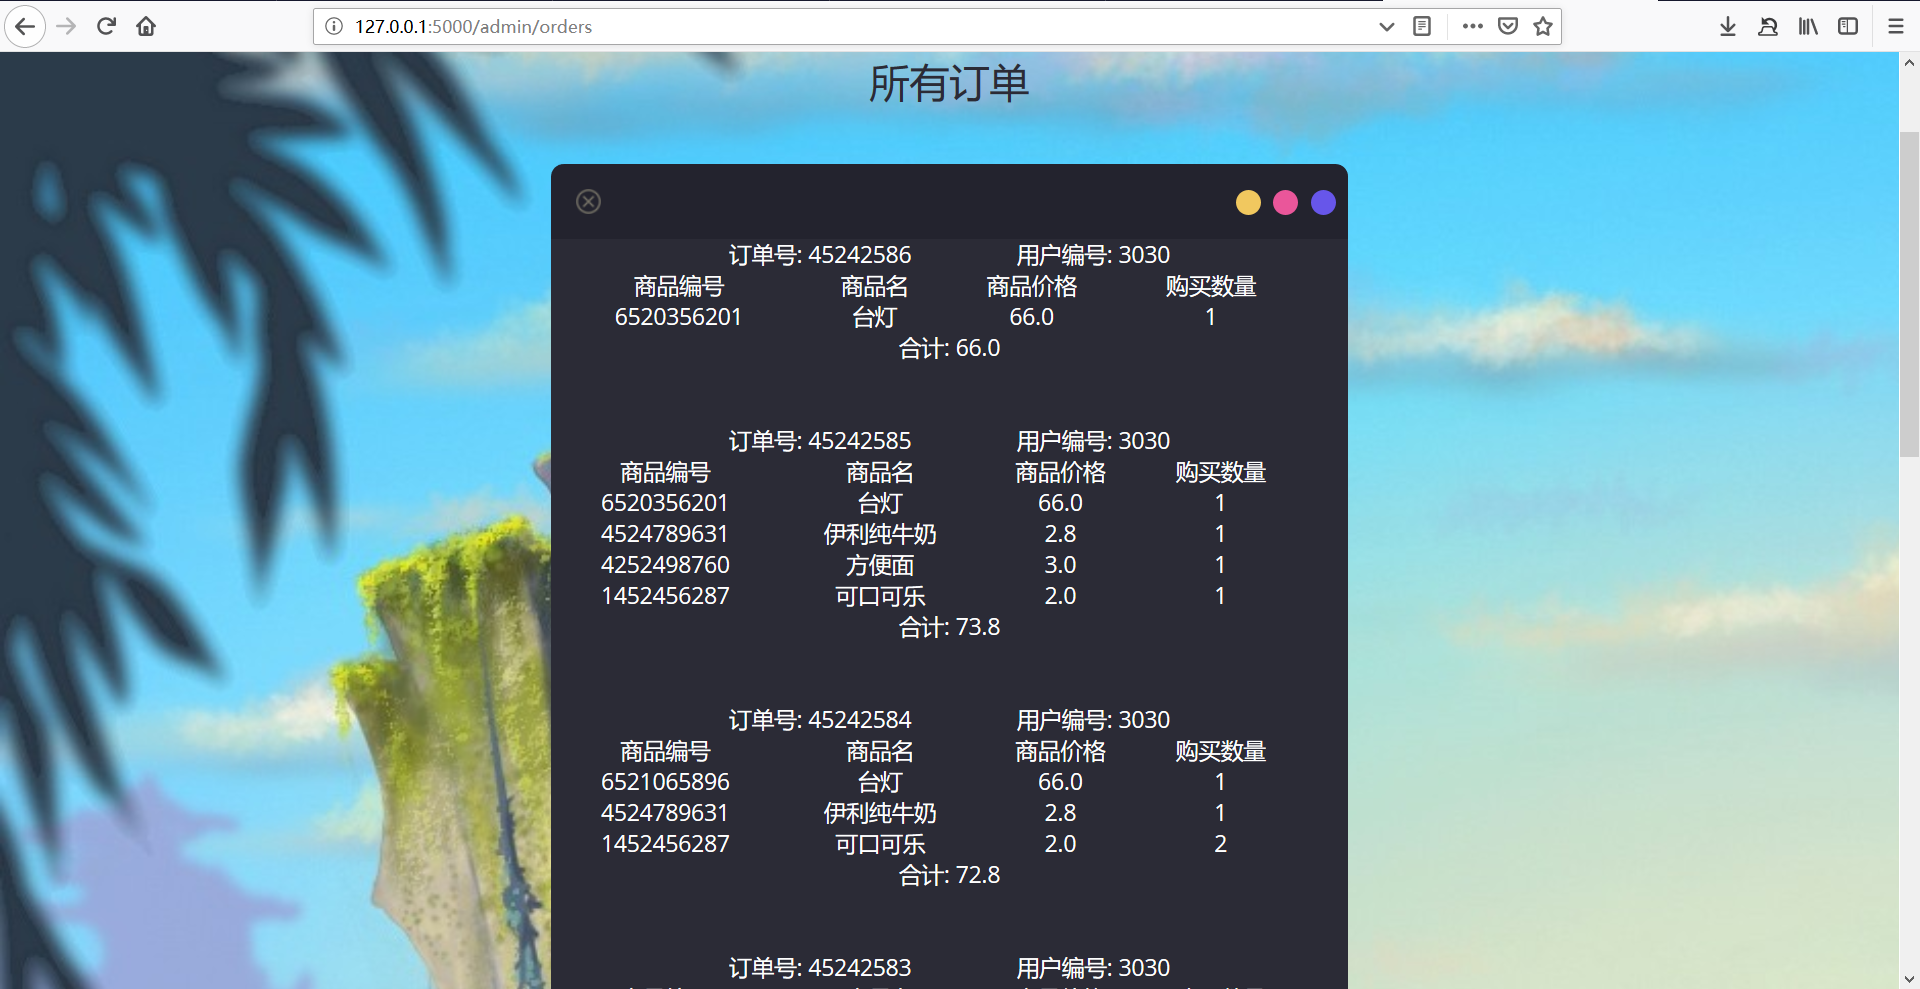 127.0.0.1:5000/admin/orders
所有订单
订单号: 45242586 用户编号: 3030
商品编号 商品名 商品价格 购买数量
6520356201 台灯 66.0 1
合计: 66.0
订单号: 45242585 用户编号: 3030
商品编号 商品名 商品价格 购买数量
6520356201 台灯 66.0 1
4524789631 伊利纯牛奶 2.8 1
4252498760 方便面 3.0 1
1452456287 可口可乐 2.0 1
合计: 73.8
订单号: 45242584 用户编号: 3030
商品编号 商品名 商品价格 购买数量
6521065896 台灯 66.0 1
4524789631 伊利纯牛奶 2.8 1
1452456287 可口可乐 2.0 2
合计: 72.8
订单号: 45242583 用户编号: 3030